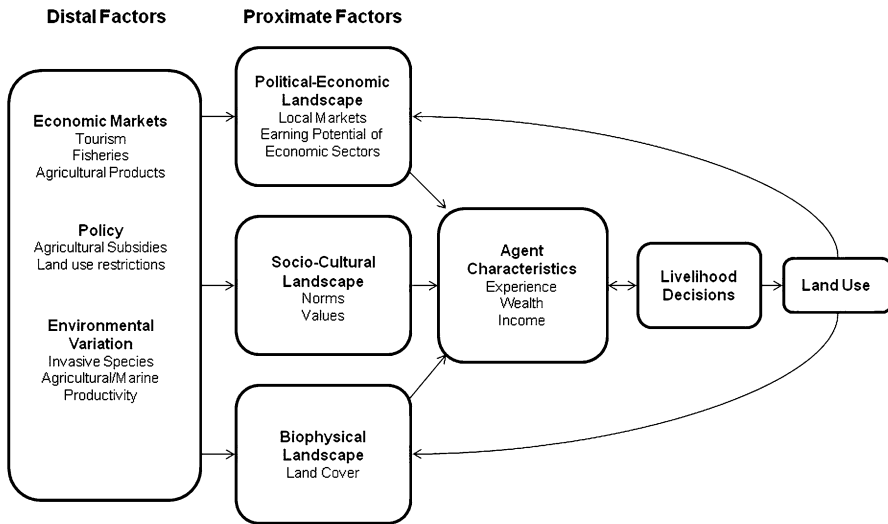 Distal Factors
Proximate Factors
Economic Markets
Tourism
Fisheries
Agricultural Products
Policy
Agricultural Subsidies
Land use restrictions
Environmental
Variation
Invasive Species
Agricultural/Marine
Productivity
Political-Economic
Landscape
Local Markets
Earning Potential of
Economic Sectors
Socio-Cultural
Landscape
Norms
Values
Biophysical
Landscape
Land Cover
Agent
Characteristics
Experience
Wealth
Income
Livelihood
Decisions
Land Use